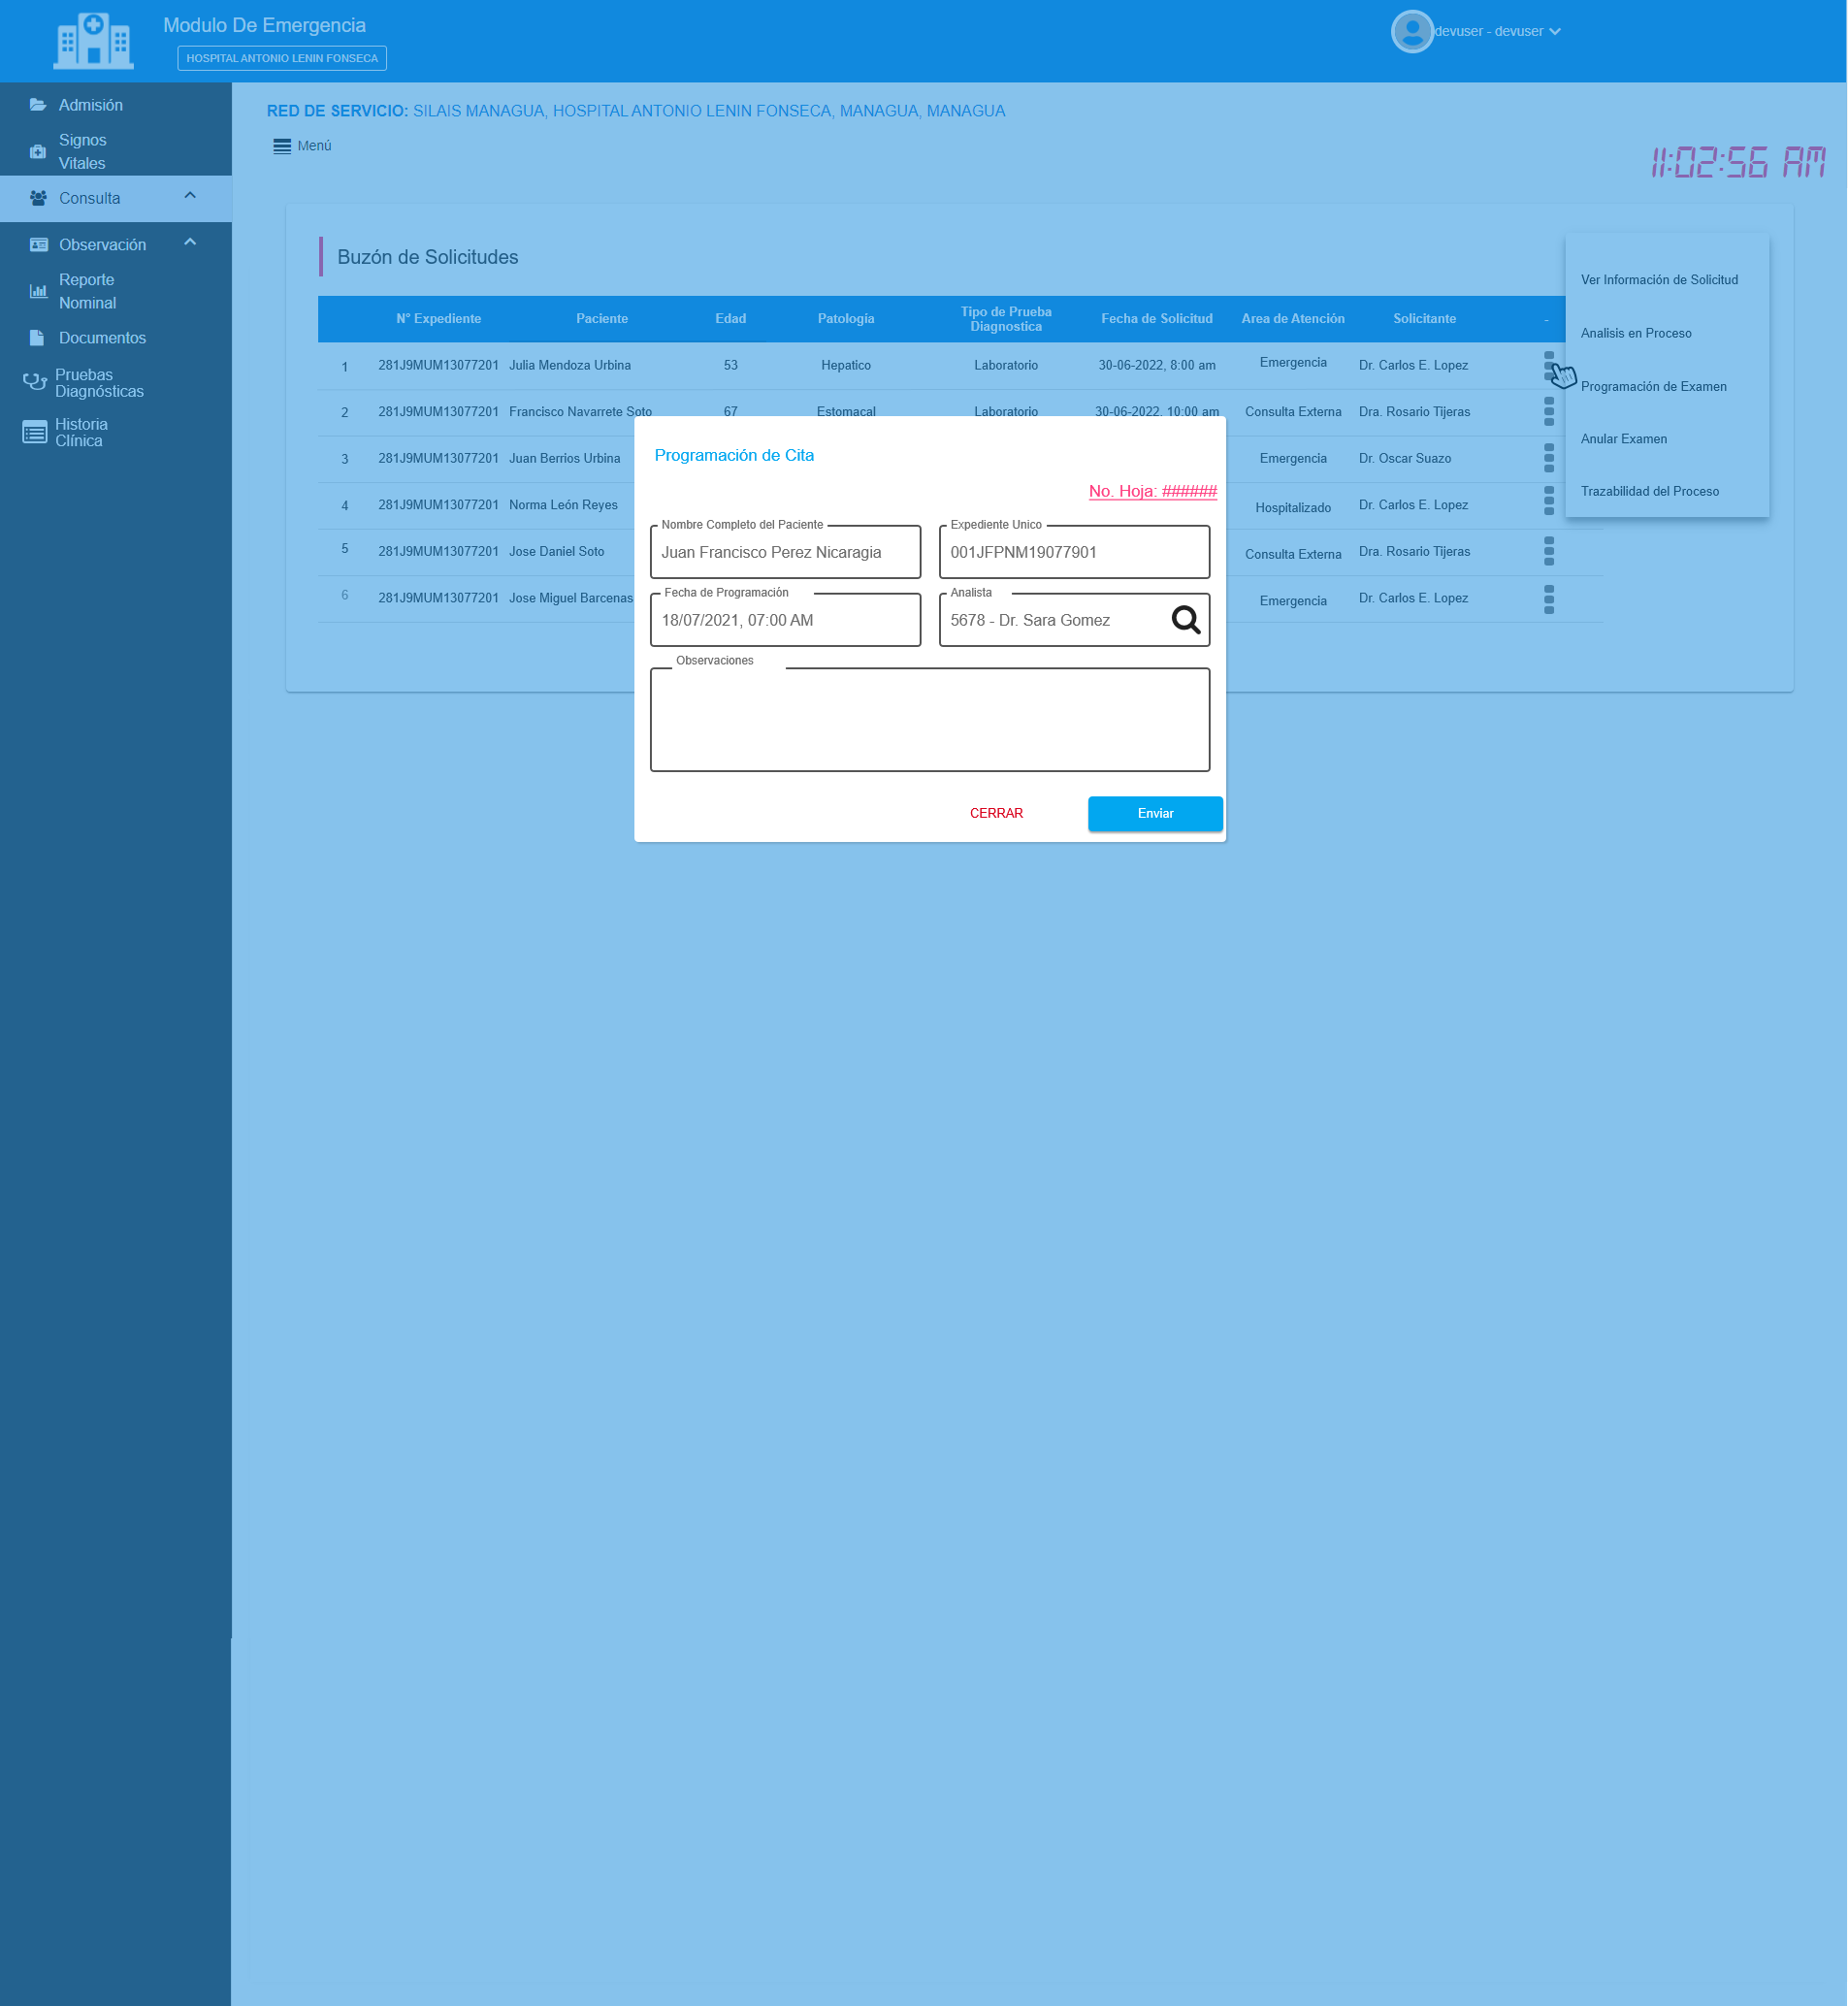 Modulo De Emergencia
HOSPITAL ANTONIO LENIN FONSECA
devuser - devuser
Admisión
Signos
Vitales
Consulta
Observación
Reporte
Nominal
Documentos
Pruebas
Diagnósticas
Historia
Clínica
RED DE SERVICIO: SILAIS MANAGUA, HOSPITAL ANTONIO LENIN FONSECA, MANAGUA, MANAGUA
Menú
11:02:56 AM
Buzón de Solicitudes
N° Expediente Paciente Edad Patología Tipo de Prueba Diagnostica Fecha de Solicitud Area de Atención Solicitante -
1 281J9MUM13077201 Julia Mendoza Urbina 53 Hepatico Laboratorio 30-06-2022, 8:00 am Emergencia Dr. Carlos E. Lopez
2 281J9MUM13077201 Francisco Navarrete Soto 67 Estomacal Laboratorio 30-06-2022, 10:00 am Consulta Externa Dra. Rosario Tijeras
3 281J9MUM13077201 Juan Berrios Urbina Emergencia Dr. Oscar Suazo
4 281J9MUM13077201 Norma León Reyes Hospitalizado Dr. Carlos E. Lopez
5 281J9MUM13077201 Jose Daniel Soto Consulta Externa Dra. Rosario Tijeras
6 281J9MUM13077201 Jose Miguel Barcenas Emergencia Dr. Carlos E. Lopez
Ver Información de Solicitud
Analisis en Proceso
Programación de Examen
Anular Examen
Trazabilidad del Proceso
Programación de Cita
No. Hoja: ######
Nombre Completo del Paciente
Juan Francisco Perez Nicaragia
Expediente Unico
001JFPNM19077901
Fecha de Programación
18/07/2021, 07:00 AM
Analista
5678 - Dr. Sara Gomez
Observaciones
CERRAR
Enviar